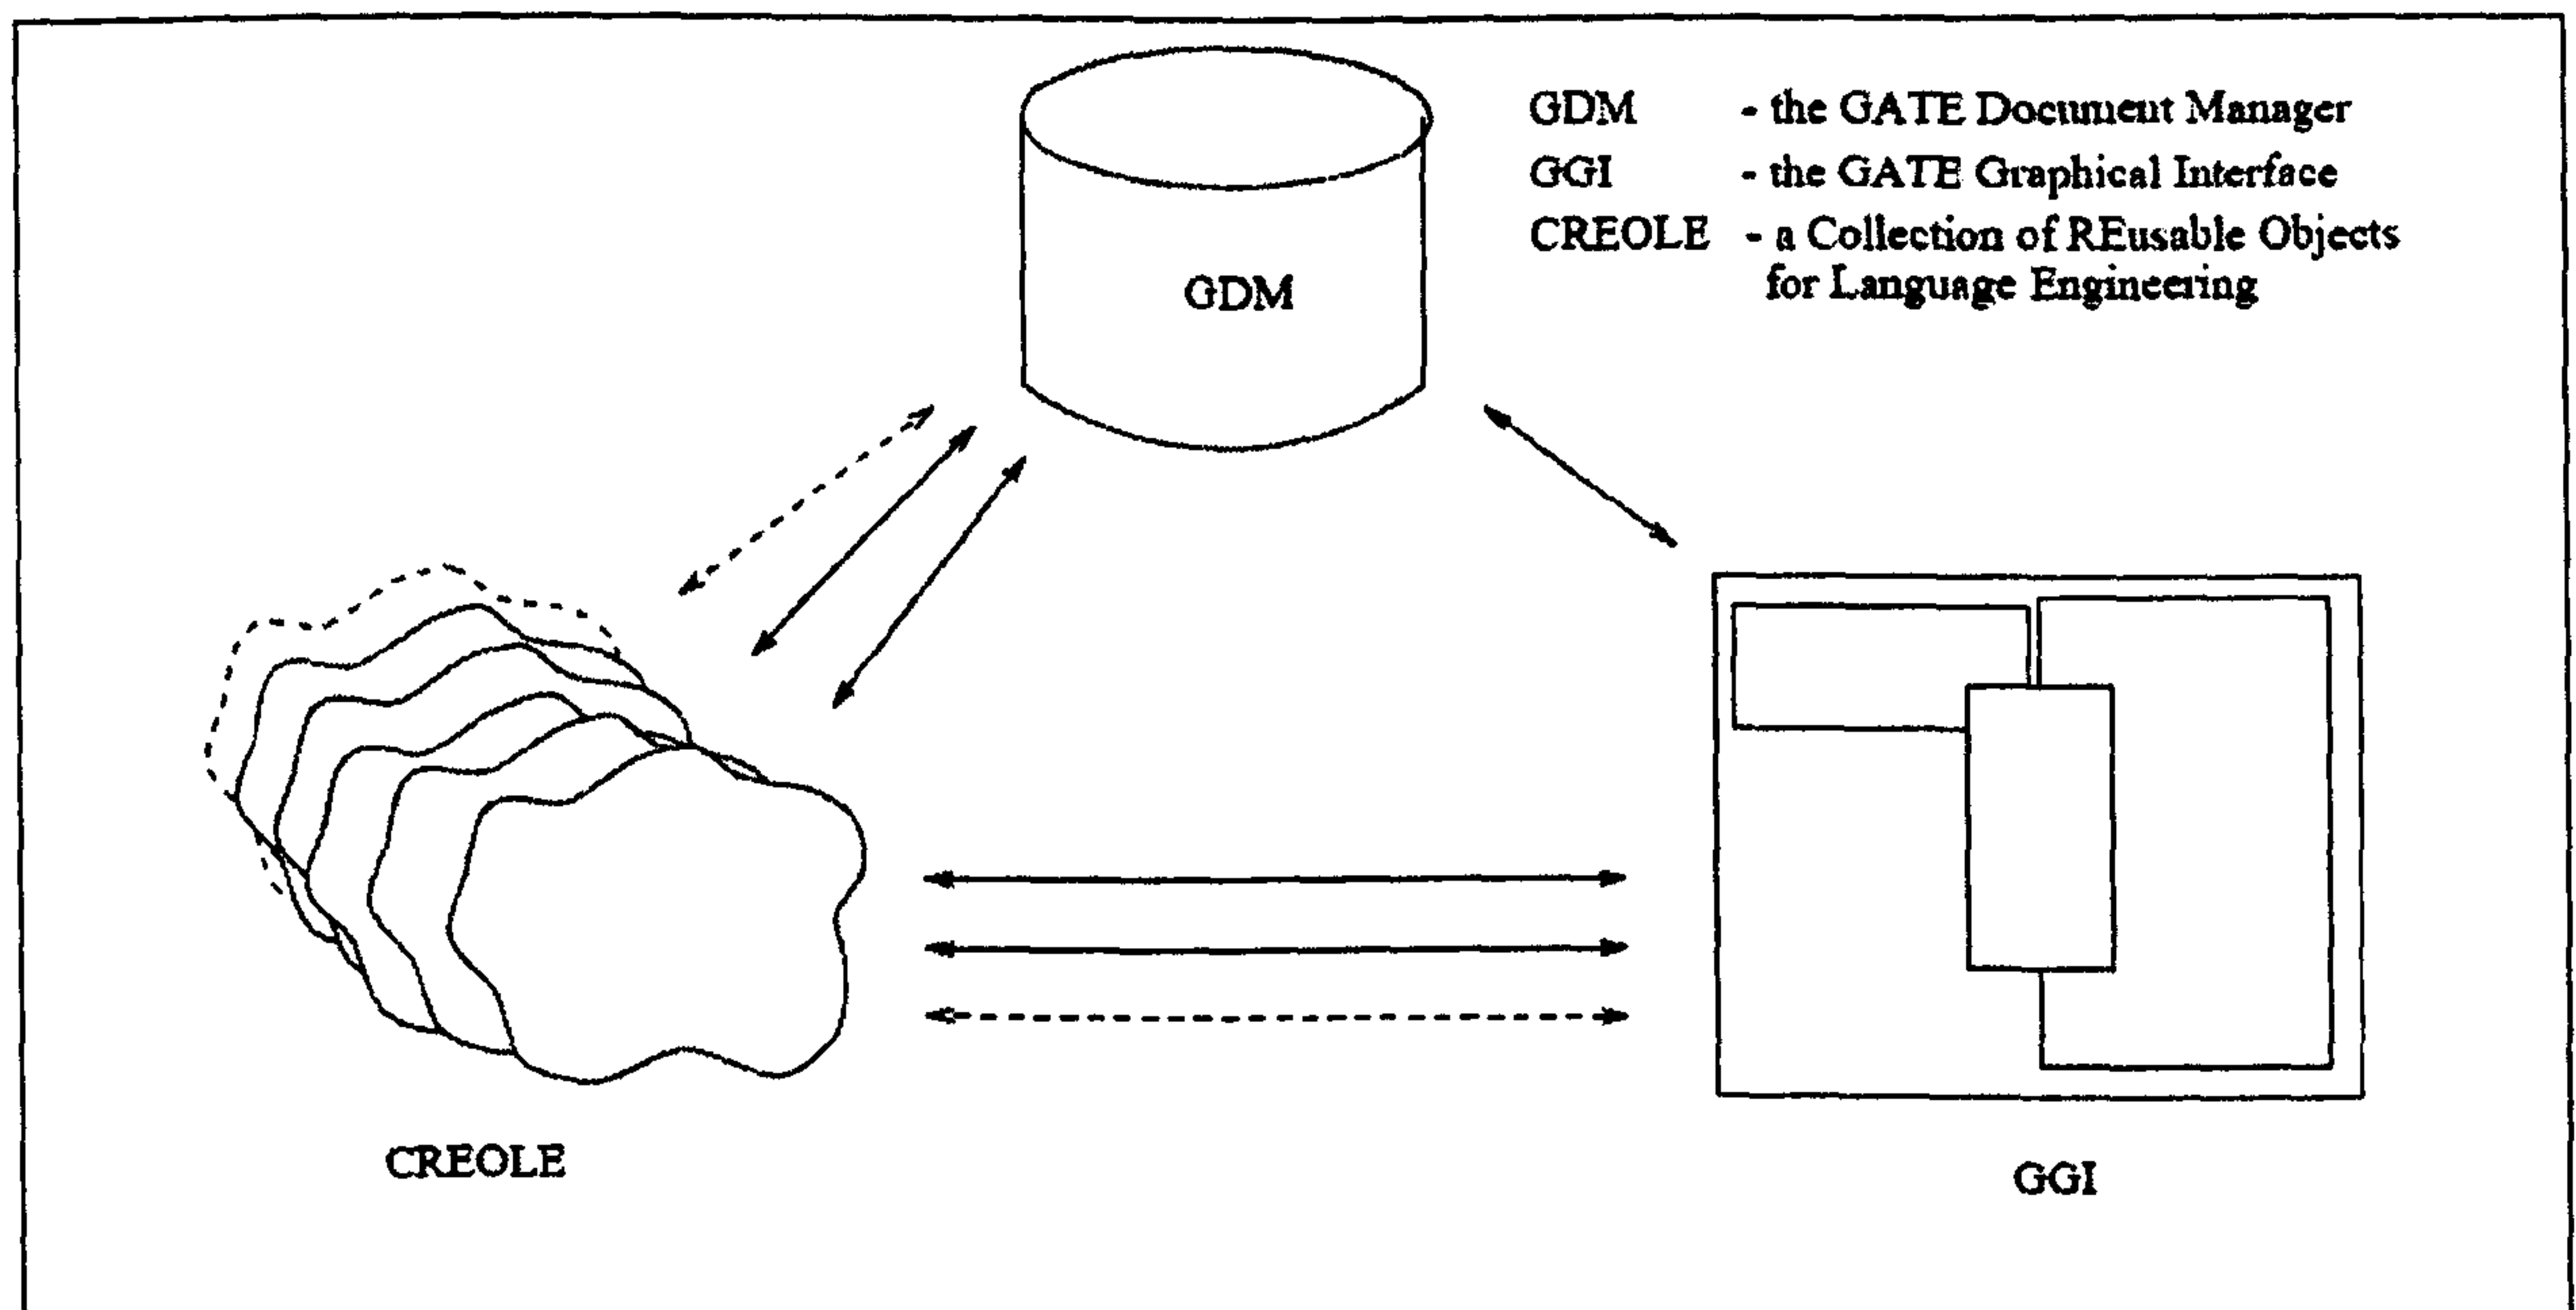 GDM - the GATE Document Manager
GGI - the GATE Graphical Interface
CREOLE - a Collection of REusable Objects
for Language Engineering
GDM
CREOLE
GGI